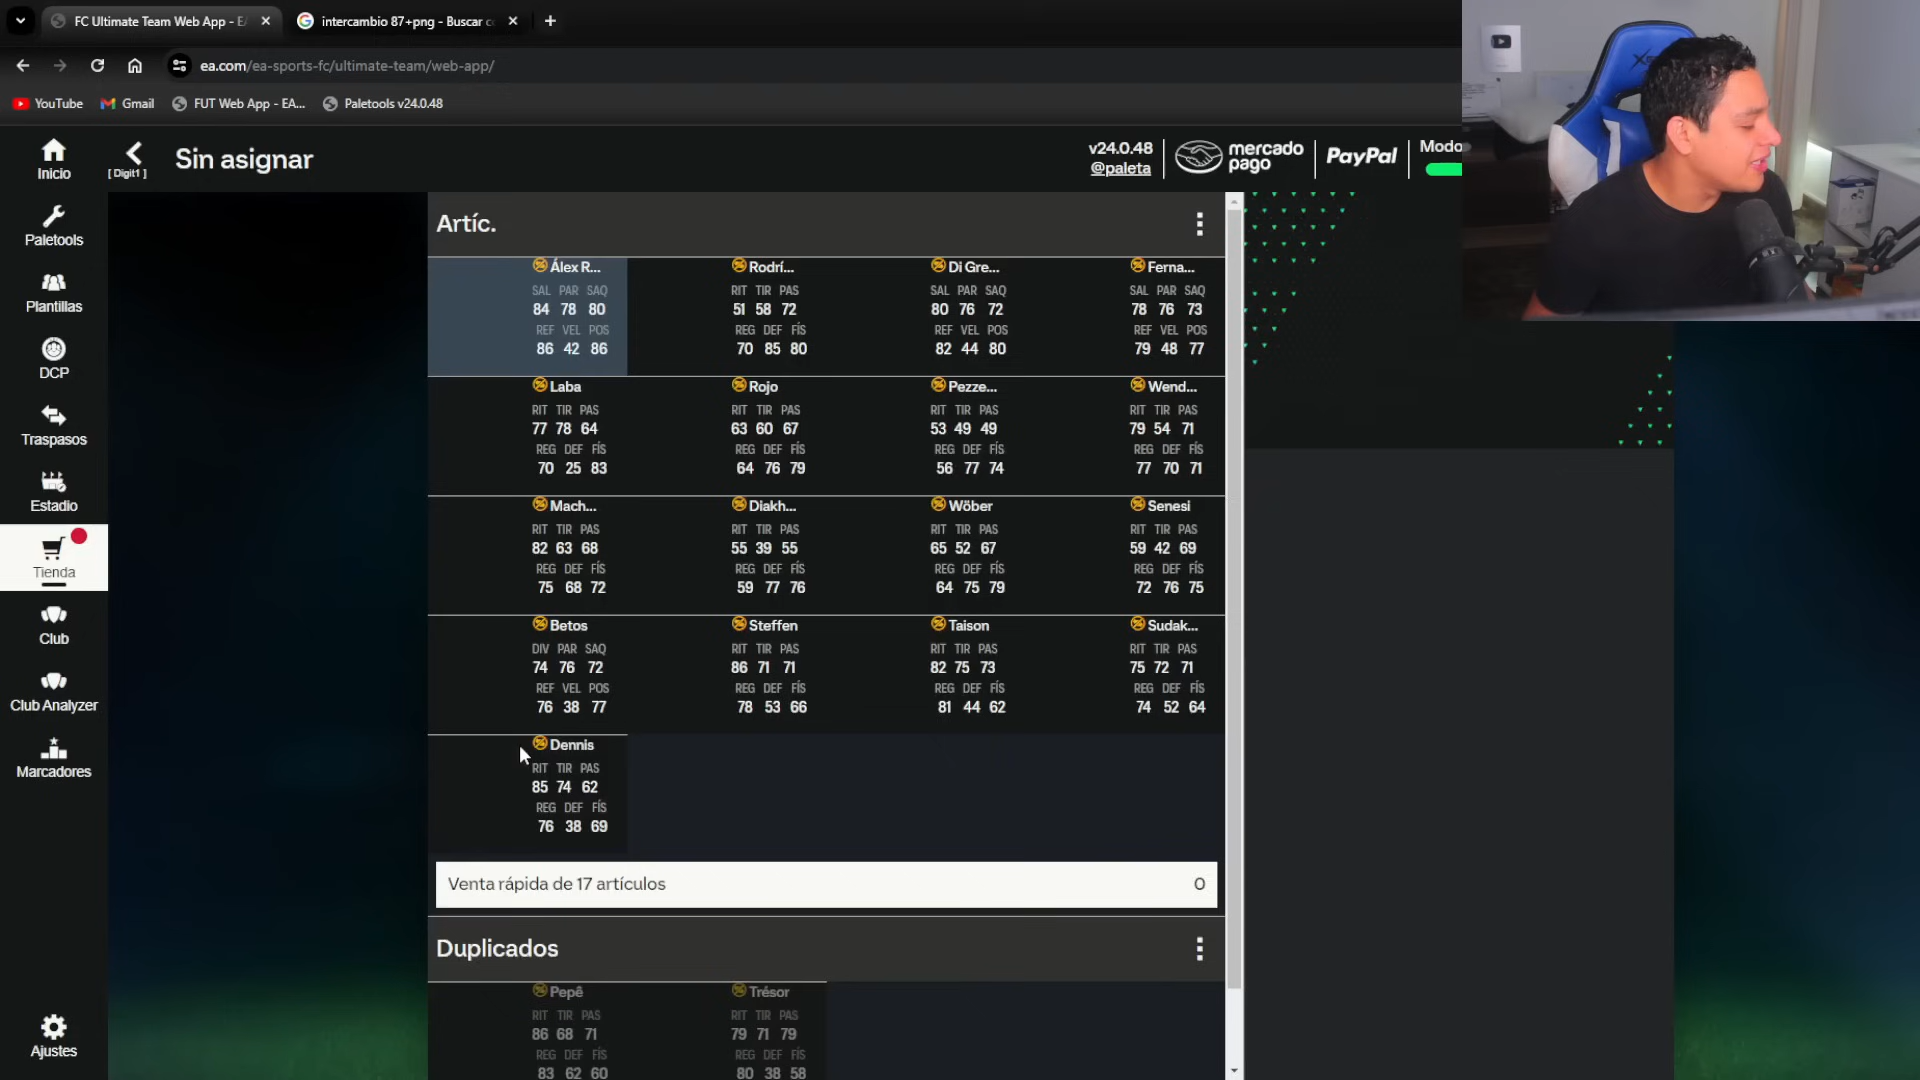 FC Ultimate Team Web App - E
intercambio 87+png - Buscar c
ea.com/ea-sports-fc/ultimate-team/web-app/
YouTube
Gmail
FUT Web App - EA...
Paletools v24.0.48
Inicio
[ Digit1 ]
Sin asignar
v24.0.48
@paleta
mercado
pago
PayPal
Modo
Paletools
Plantillas
DCP
Traspasos
Estadio
Tienda
Club
Club Analyzer
Marcadores
Ajustes
Artíc.
Álex R... Rodrí... Di Gre... Ferna...
SAL PAR SAQ RIT TIR PAS SAL PAR SAQ SAL PAR SAQ
84 78 80 51 58 72 80 76 72 78 76 73
REF VEL POS REG DEF FÍS REF VEL POS REF VEL POS
86 42 86 70 85 80 82 44 80 79 48 77
Laba Rojo Pezze... Wend...
RIT TIR PAS RIT TIR PAS RIT TIR PAS RIT TIR PAS
77 78 64 63 60 67 53 49 49 79 54 71
REG DEF FÍS REG DEF FÍS REG DEF FÍS REG DEF FÍS
70 25 83 64 76 79 56 77 74 77 70 71
Mach... Diakh... Wöber Senesi
RIT TIR PAS RIT TIR PAS RIT TIR PAS RIT TIR PAS
82 63 68 55 39 55 65 52 67 59 42 69
REG DEF FÍS REG DEF FÍS REG DEF FÍS REG DEF FÍS
75 68 72 59 77 76 64 75 79 72 76 75
Betos Steffen Taison Sudak...
DIV PAR SAQ RIT TIR PAS RIT TIR PAS RIT TIR PAS
74 76 72 86 71 71 82 75 73 75 72 71
REF VEL POS REG DEF FÍS REG DEF FÍS REG DEF FÍS
76 38 77 78 53 66 81 44 62 74 52 64
Dennis
RIT TIR PAS
85 74 62
REG DEF FÍS
76 38 69
Venta rápida de 17 artículos 0
Duplicados
Pepê Trésor
RIT TIR PAS RIT TIR PAS
86 68 71 79 71 79
REG DEF FÍS REG DEF FÍS
83 62 60 80 38 58